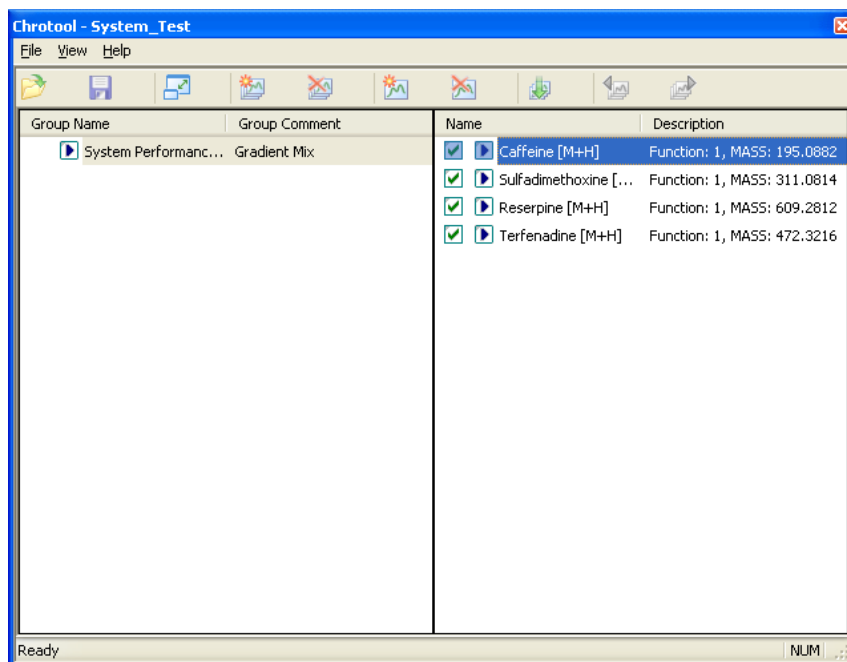 Chrotool - System_Test
File View Help
Group Name Group Comment Name Description
System Performanc... Gradient Mix Caffeine [M+H] Function: 1, MASS: 195.0882
Sulfadimethoxine [... Function: 1, MASS: 311.0814
Reserpine [M+H] Function: 1, MASS: 609.2812
Terfenadine [M+H] Function: 1, MASS: 472.3216
Ready NUM